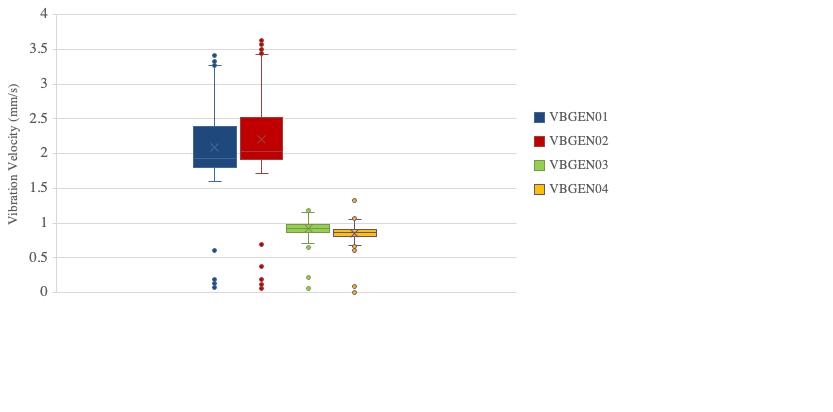 4
3.5
3
2.5
2
1.5
1
0.5
0
Vibration Velocity (mm/s)
VBGEN01
VBGEN02
VBGEN03
VBGEN04